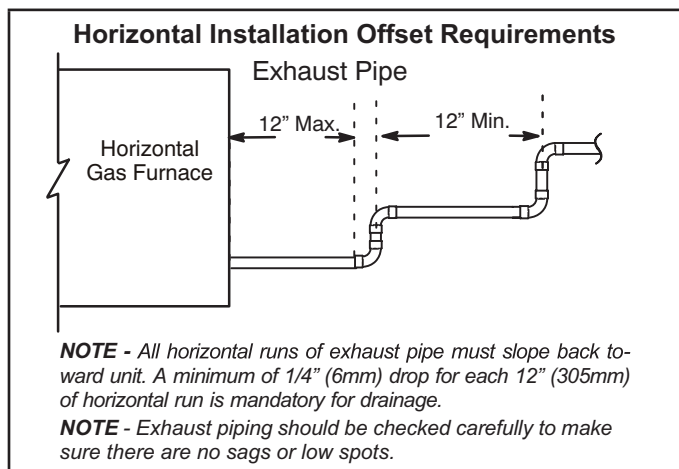 Horizontal Installation Offset Requirements
Exhaust Pipe
12” Max.
12” Min.
Horizontal
Gas Furnace
NOTE - All horizontal runs of exhaust pipe must slope back to-
ward unit. A minimum of 1/4” (6mm) drop for each 12” (305mm)
of horizontal run is mandatory for drainage.
NOTE - Exhaust piping should be checked carefully to make
sure there are no sags or low spots.